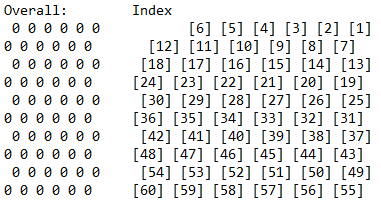 Overall:        Index
 0 0 0 0 0 0           [6] [5] [4] [3] [2] [1]
0 0 0 0 0 0       [12] [11] [10] [9] [8] [7]
 0 0 0 0 0 0     [18] [17] [16] [15] [14] [13]
0 0 0 0 0 0     [24] [23] [22] [21] [20] [19]
 0 0 0 0 0 0     [30] [29] [28] [27] [26] [25]
0 0 0 0 0 0     [36] [35] [34] [33] [32] [31]
 0 0 0 0 0 0     [42] [41] [40] [39] [38] [37]
0 0 0 0 0 0     [48] [47] [46] [45] [44] [43]
 0 0 0 0 0 0     [54] [53] [52] [51] [50] [49]
0 0 0 0 0 0     [60] [59] [58] [57] [56] [55]